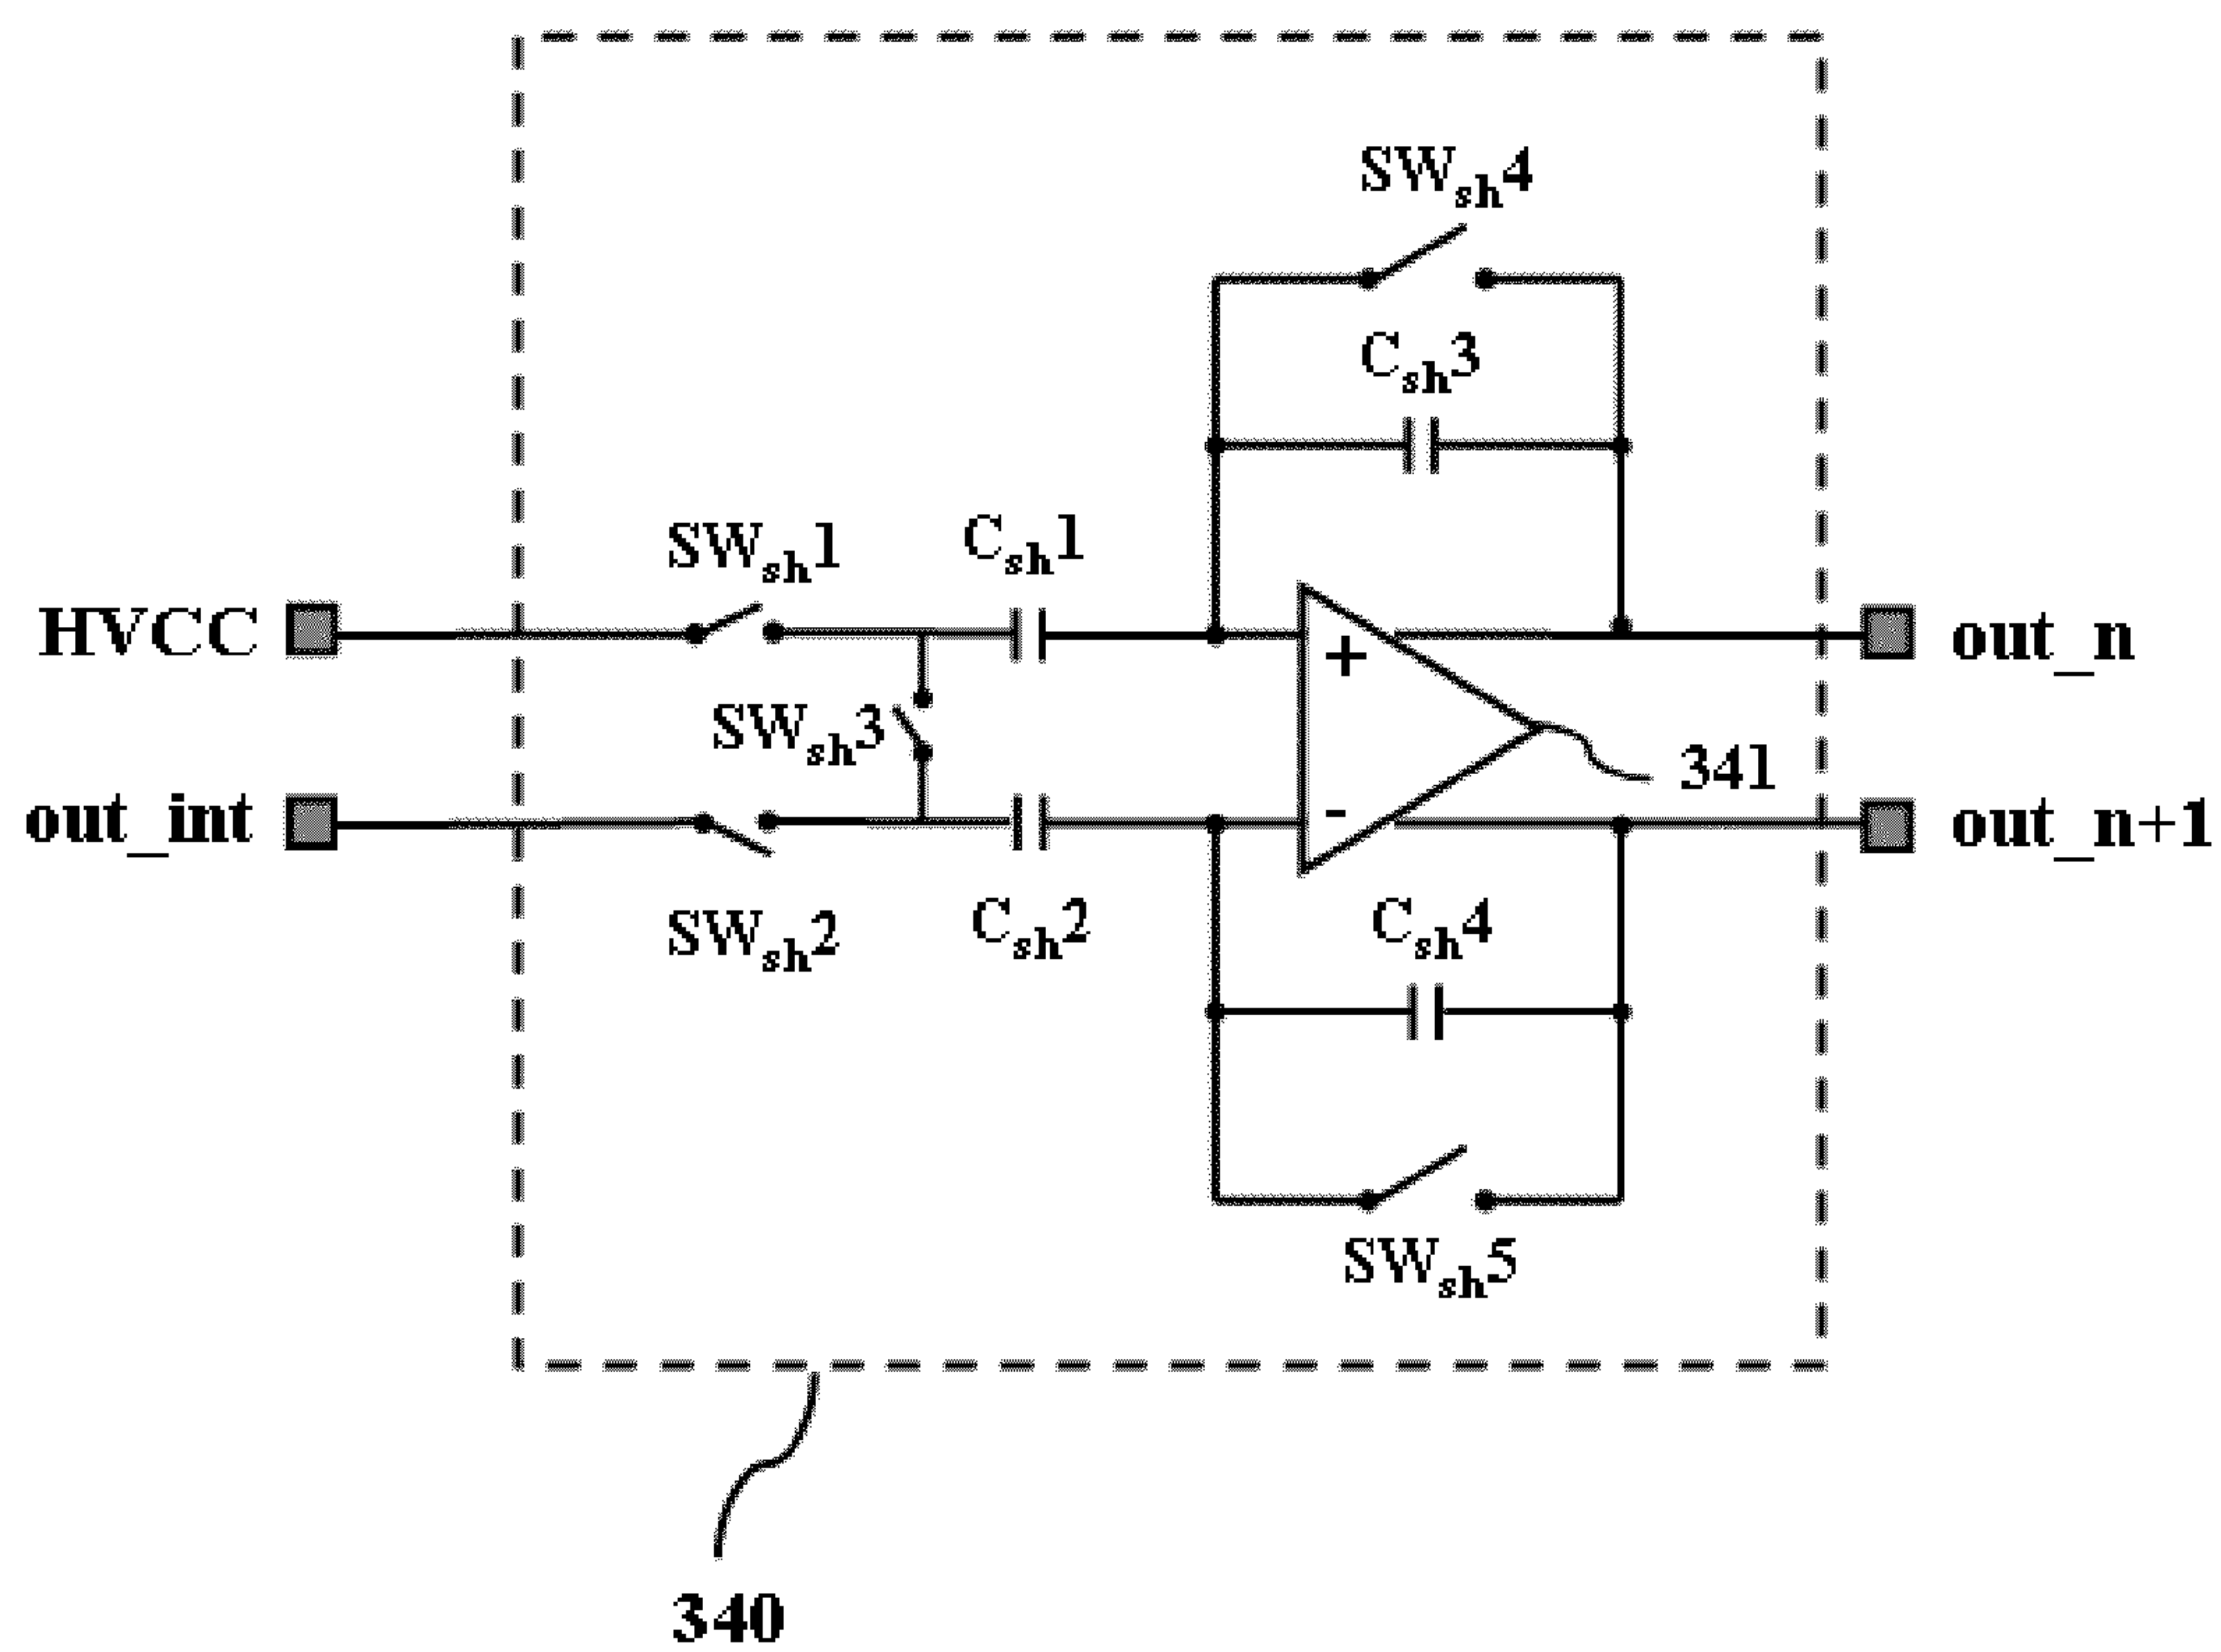 SWsh4
Csh3
SWsh1
Csh1
HVCC
+
out_n
SWsh3
341
out_int
-
out_n+1
SWsh2
Csh2
Csh4
SWsh5
340